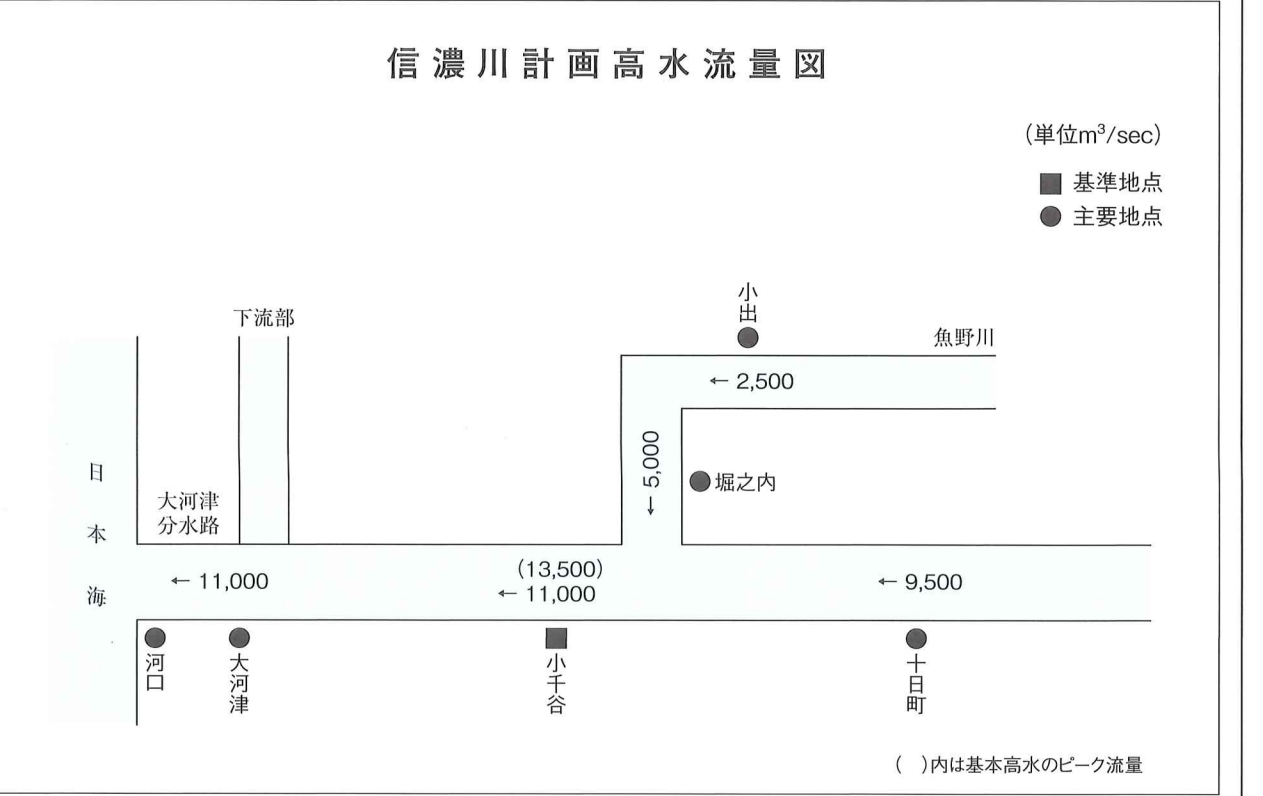 信濃川計画高水流量図
(単位m³/sec)
■ 基準地点
● 主要地点
小出
下流部
魚野川
← 2,500
← 5,000
堀之内
日本海
大河津
分水路
(13,500)
← 11,000
← 11,000
← 9,500
河口
大河津
小千谷
十日町
( )内は基本高水のピーク流量